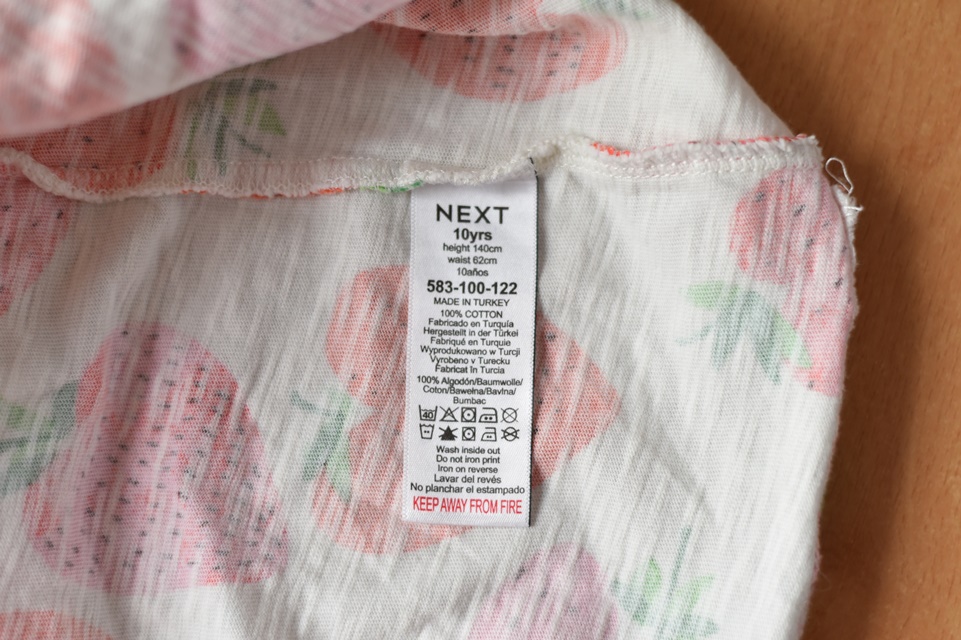 NEXT
10yrs
height 140cm
waist 62cm
10años
583-100-122
MADE IN TURKEY
100% COTTON
Fabricado en Turquía
Hergestellt in der Türkei
Fabriqué en Turquie
Wyprodukowano w Turcji
Vyrobeno v Turecku
Fabricat în Turcia
100% Algodón/Baumwolle/
Coton/Bawełna/Bavlna/
Bumbac
40
Wash inside out
Do not iron print
Iron on reverse
Lavar del revés
No planchar el estampado
KEEP AWAY FROM FIRE